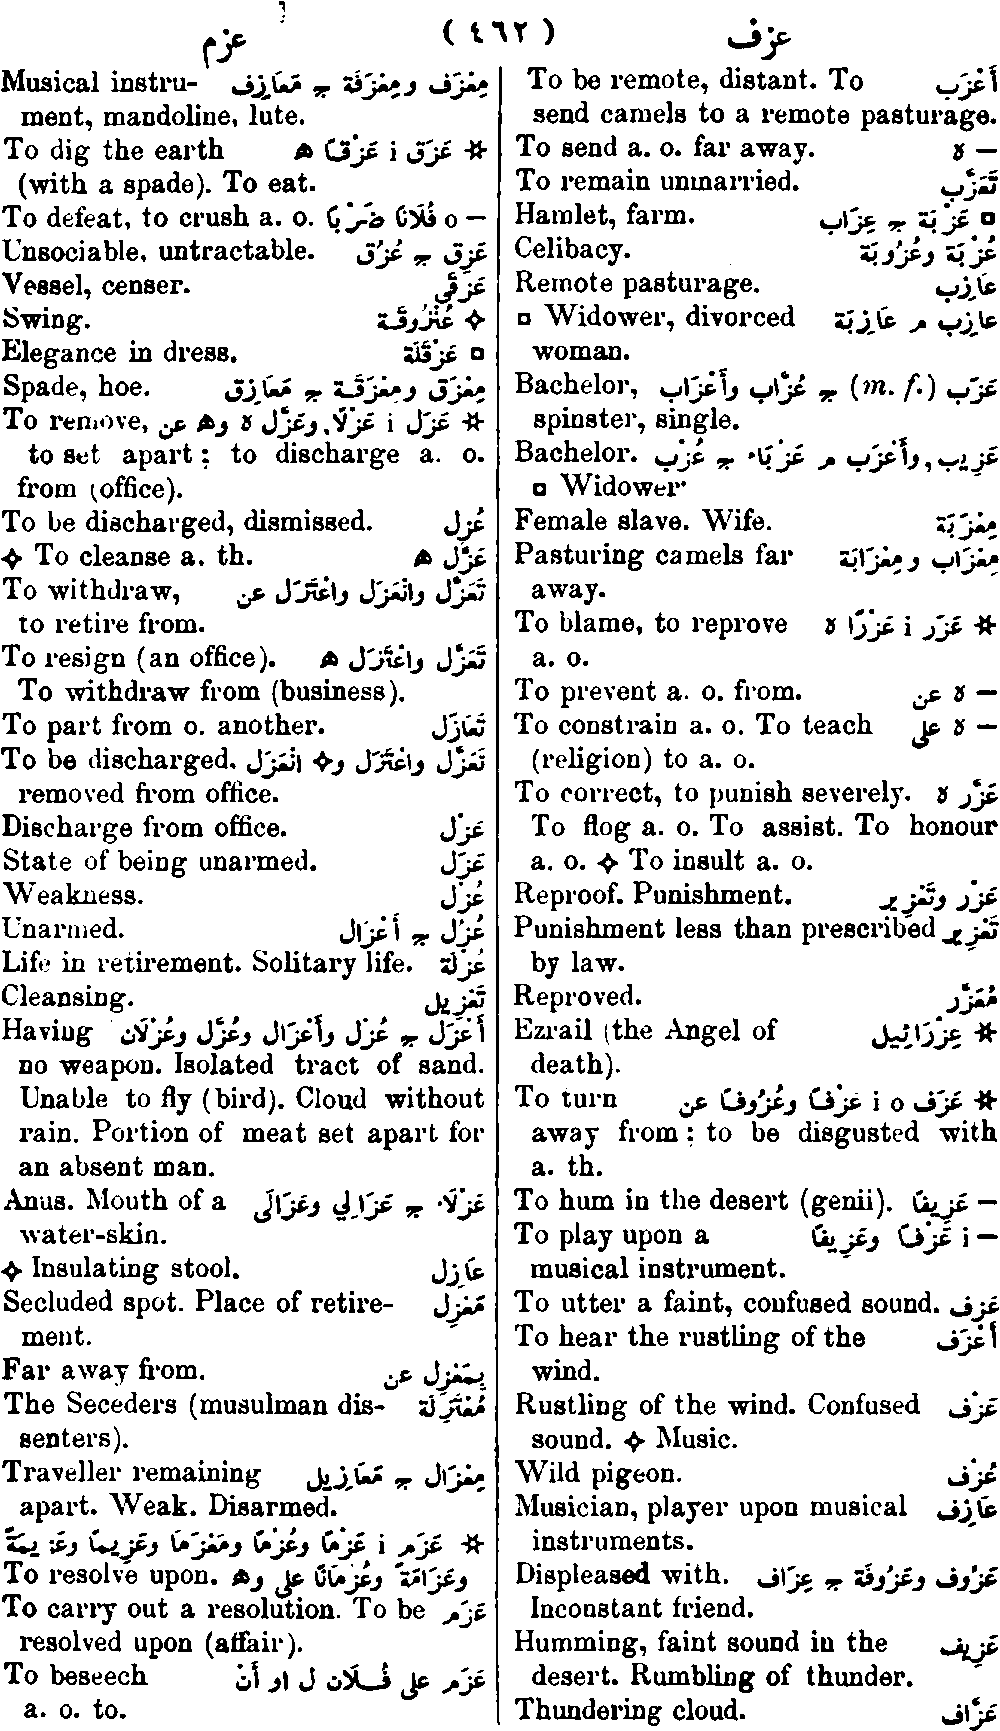 عزم ( ٤٦٢ ) عزف
To be remote, distant. To أَعْزَب
send camels to a remote pasturage.
To send a. o. far away. — ه
To remain unmarried. تَعَزَّب
Hamlet, farm. ▫ عَزْبَة ج عِزَاب
Celibacy. عُزْبَة وعُزُوبَة
Remote pasturage. عَازِب
▫ Widower, divorced عَازِب م عَازِبَة
woman.
Bachelor, عَزَب (m. f.) ج عُزَّاب وأَعْزَاب
spinster, single.
Bachelor. عَزِيب, وأَعْزَب م عَزْبَاء ج عُزْب
▫ Widower
Female slave. Wife. مِعْزَبَة
Pasturing camels far مِعْزَاب و مِعْزَابَة
away.
To blame, to reprove ✲ عَزَر i عَزْرًا ه
a. o.
To prevent a. o. from. — ه عن
To constrain a. o. To teach — ه على
(religion) to a. o.
To correct, to punish severely. عَزَّر ه
To flog a. o. To assist. To honour
a. o. ✧ To insult a. o.
Reproof. Punishment. عَزْر وتَعْزِير
Punishment less than prescribed تَعْزِير
by law.
Reproved. مُعَزَّر
Ezrail (the Angel of ✲ عِزْرَائِيل
death).
To turn ✲ عَزَف i o عَزْفًا وعُزُوفًا عن
away from; to be disgusted with
a. th.
To hum in the desert (genii). — عَزِيفًا
To play upon a — i عَزْفًا وعَزِيفًا
musical instrument.
To utter a faint, confused sound. عَزَف
To hear the rustling of the أَعْزَف
wind.
Rustling of the wind. Confused عَزْف
sound. ✧ Music.
Wild pigeon. عُزْف
Musician, player upon musical عَازِف
instruments.
Displeased with. عَزُوف وعَزُوفَة ج عِزَاف
Inconstant friend.
Humming, faint sound in the عَزِيف
desert. Rumbling of thunder.
Thundering cloud. عَزَّاف
Musical instru- مِعْزَف ومِعْزَفَة ج مَعَازِف
ment, mandoline, lute.
To dig the earth ✲ عَزَق i عَزْقًا ه
(with a spade). To eat.
To defeat, to crush a. o. — o فُلَانًا ضَرْبًا
Unsociable, untractable. عَزِق ج عُزُق
Vessel, censer. عَزَقَى
Swing. ✧ عُنْزُوقَة
Elegance in dress. ▫ عَزْقَلَة
Spade, hoe. مِعْزَق ومِعْزَقَة ج مَعَازِق
To remove, ✲ عَزَل i عَزْلًا, وعَزَّل ه وه عن
to set apart; to discharge a. o.
from (office).
To be discharged, dismissed. عُزِل
✧ To cleanse a. th. عَزَّل ه
To withdraw, تَعَزَّل وانْعَزَل واعْتَزَل عن
to retire from.
To resign (an office). تَعَزَّل واعْتَزَل ه
To withdraw from (business).
To part from o. another. تَعَازَل
To be discharged, تَعَزَّل واعْتَزَل و✧ انْعَزَل
removed from office.
Discharge from office. عَزْل
State of being unarmed. عَزَل
Weakness. عُزْل
Unarmed. عُزُل ج أَعْزَال
Life in retirement. Solitary life. عُزْلَة
Cleansing. تَعْزِيل
Having أَعْزَل ج عُزْل وأَعْزَال وعُزَّل وعُزْلَان
no weapon. Isolated tract of sand.
Unable to fly (bird). Cloud without
rain. Portion of meat set apart for
an absent man.
Anus. Mouth of a عَزْلَاء ج عَزَالِي وعَزَالَى
water-skin.
✧ Insulating stool. عَازِل
Secluded spot. Place of retire- مَعْزِل
ment.
Far away from. بِمَعْزِل عن
The Seceders (musulman dis- مُعْتَزِلَة
senters).
Traveller remaining مِعْزَال ج مَعَازِيل
apart. Weak. Disarmed.
✲ عَزَم i عَزْمًا وعُزْمًا ومَعْزَمًا وعَزِيمًا وعَزِيمَةً
To resolve upon. وعَزَامَةً وعُزْمَانًا على وه
To carry out a resolution. To be عَزَم
resolved upon (affair).
To beseech عَزَم على فُلَان ل او أَنْ
a. o. to.